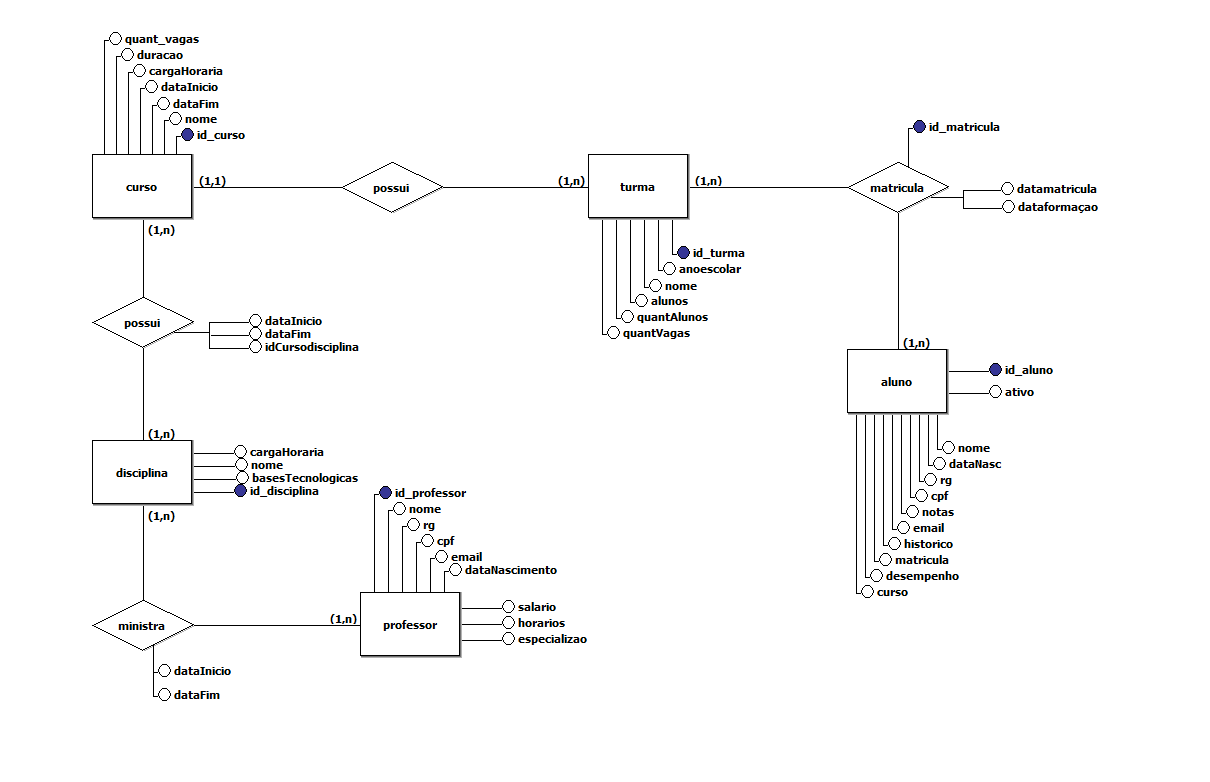 quant_vagas
duracao
cargaHoraria
dataInicio
dataFim
nome
id_curso
curso
(1,1)
possui
(1,n)
turma
(1,n)
matricula
id_matricula
datamatricula
dataformaçao
id_turma
anoescolar
nome
alunos
quantAlunos
quantVagas
(1,n)
possui
dataInicio
dataFim
idCursodisciplina
(1,n)
aluno
id_aluno
ativo
nome
dataNasc
rg
cpf
notas
email
historico
matricula
desempenho
curso
(1,n)
disciplina
cargaHoraria
nome
basesTecnologicas
id_disciplina
(1,n)
id_professor
nome
rg
cpf
email
dataNascimento
ministra
(1,n)
professor
salario
horarios
especializao
dataInicio
dataFim